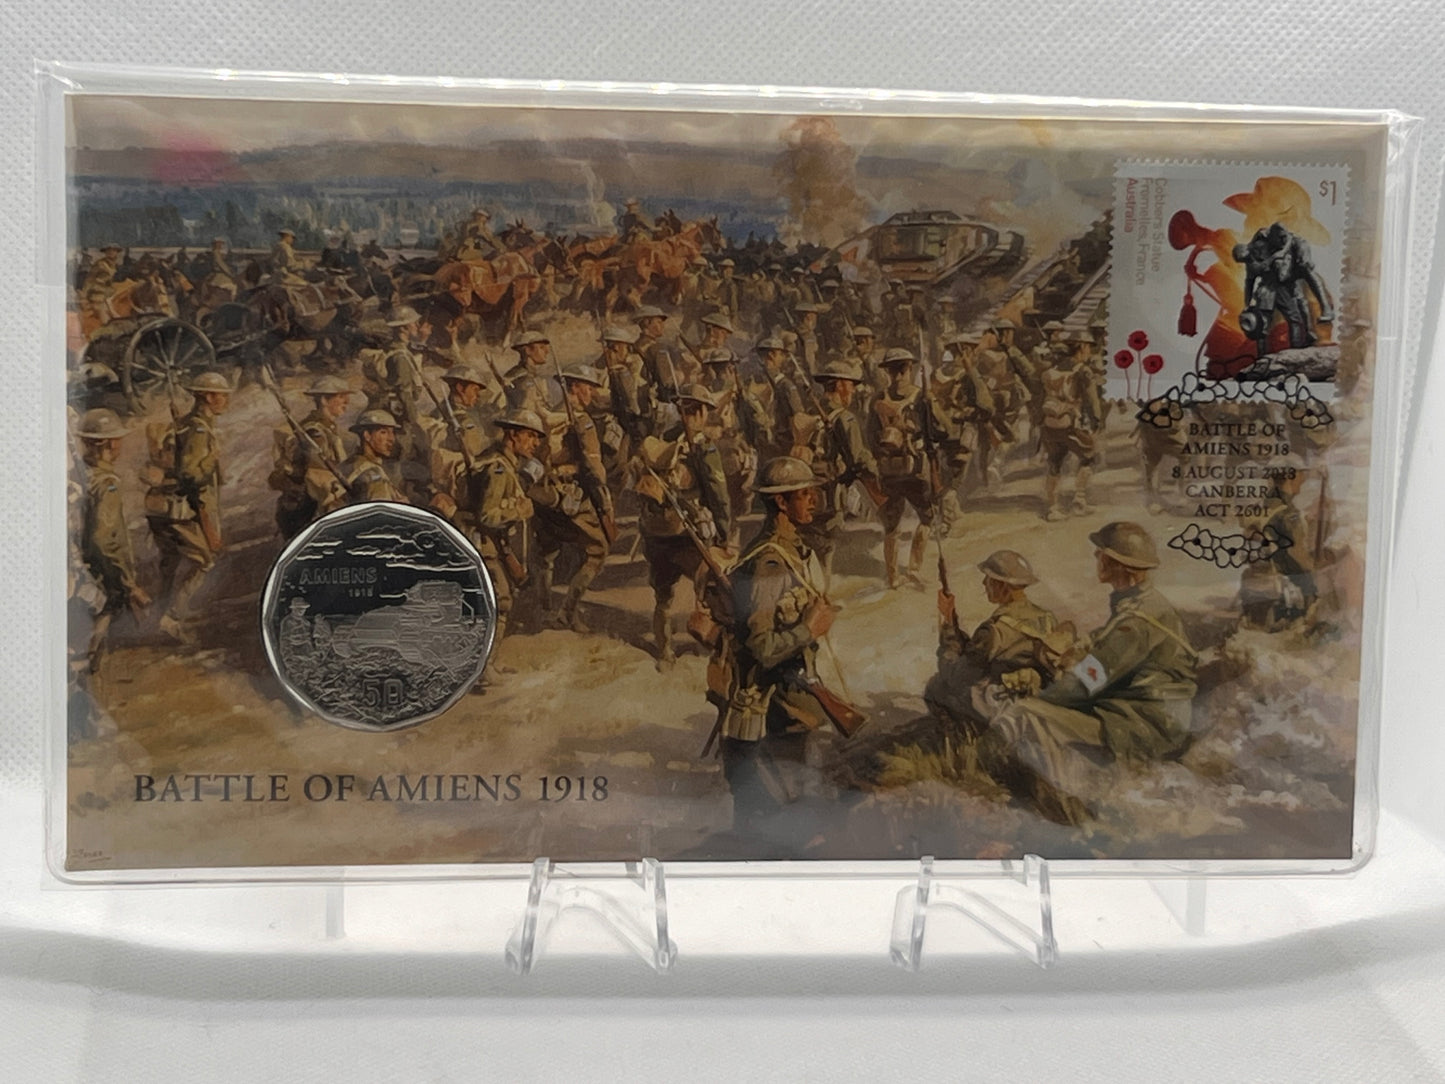 $1
Cobbers Statue
Fromelles, France
Australia
BATTLE OF
AMIENS 1918
8 AUGUST 2018
CANBERRA
ACT 2601
AMIENS
1918
50
BATTLE OF AMIENS 1918